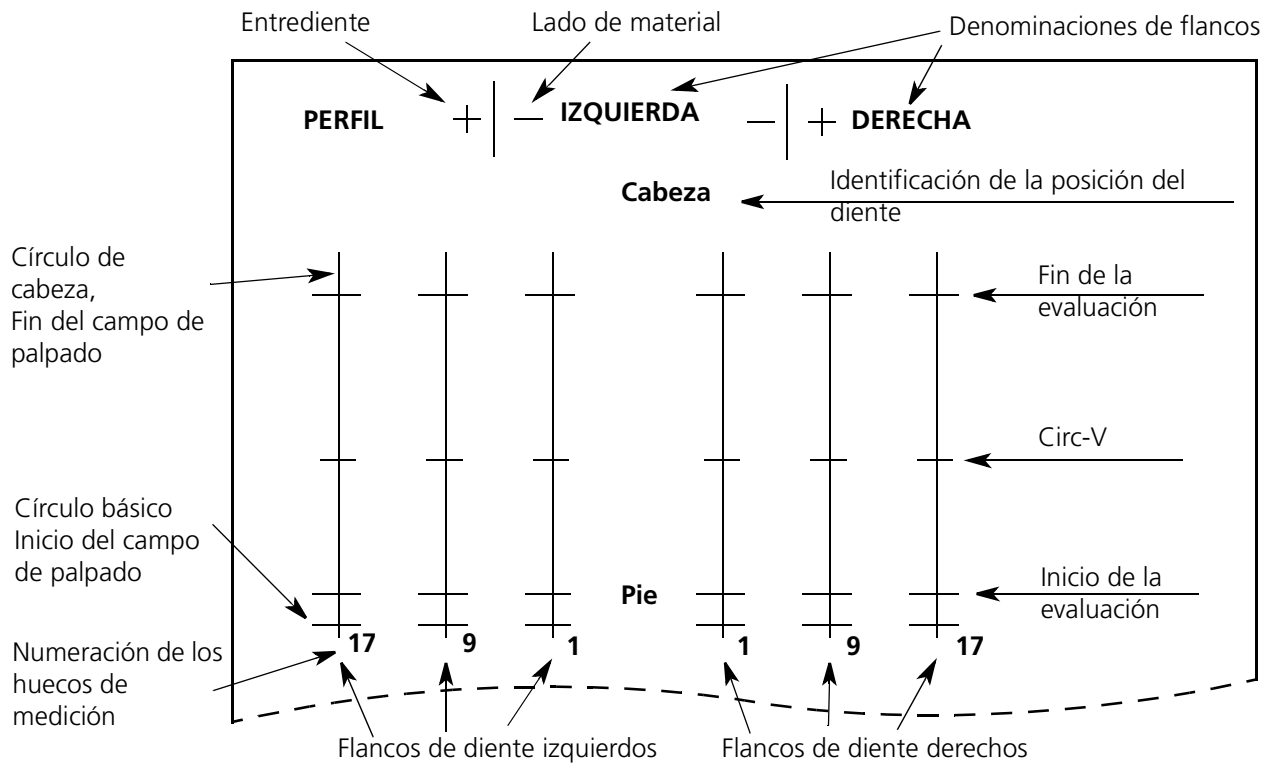 Entrediente
Lado de material
Denominaciones de flancos
PERFIL + − IZQUIERDA − + DERECHA
Cabeza
Identificación de la posición del
diente
Círculo de
cabeza,
Fin del campo de
palpado
Fin de la
evaluación
Circ-V
Círculo básico
Inicio del campo
de palpado
Pie
Inicio de la
evaluación
17 9 1 1 9 17
Numeración de los
huecos de
medición
Flancos de diente izquierdos
Flancos de diente derechos